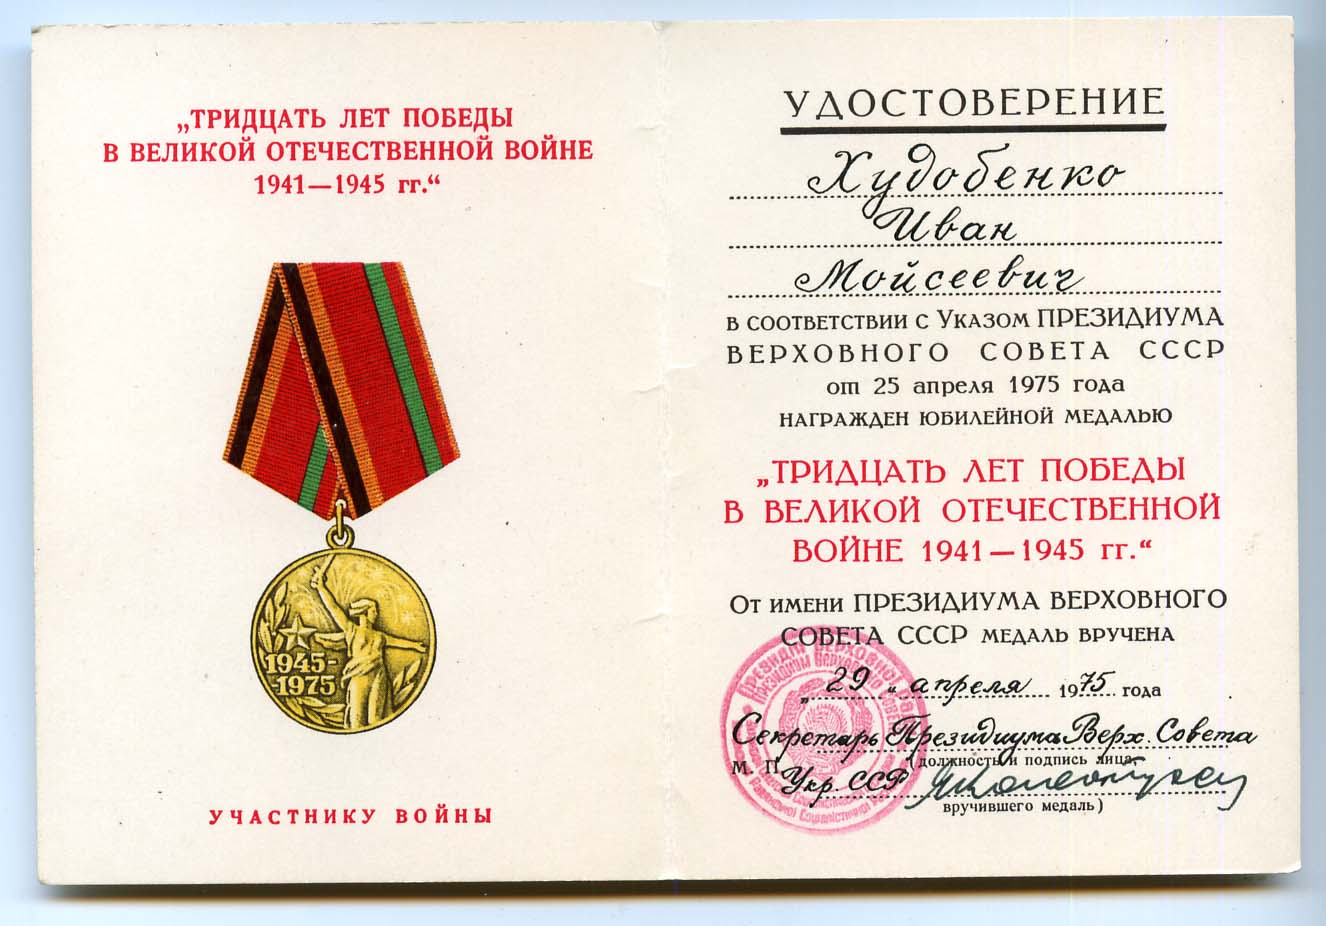 „ТРИДЦАТЬ ЛЕТ ПОБЕДЫ
В ВЕЛИКОЙ ОТЕЧЕСТВЕННОЙ ВОЙНЕ
1941—1945 гг.“
1945-
-1975
УЧАСТНИКУ ВОЙНЫ
УДОСТОВЕРЕНИЕ
Худобенко
Иван
Мойсеевич
в соответствии с Указом ПРЕЗИДИУМА
ВЕРХОВНОГО СОВЕТА СССР
от 25 апреля 1975 года
награжден юбилейной медалью
„ТРИДЦАТЬ ЛЕТ ПОБЕДЫ
В ВЕЛИКОЙ ОТЕЧЕСТВЕННОЙ
ВОЙНЕ 1941—1945 гг.“
От имени ПРЕЗИДИУМА ВЕРХОВНОГО
СОВЕТА СССР медаль вручена
„29“ апреля 1975 года
Секретарь Президиума Верх. Совета
М. П. (должность и подпись лица,
Укр. ССР
вручившего медаль)